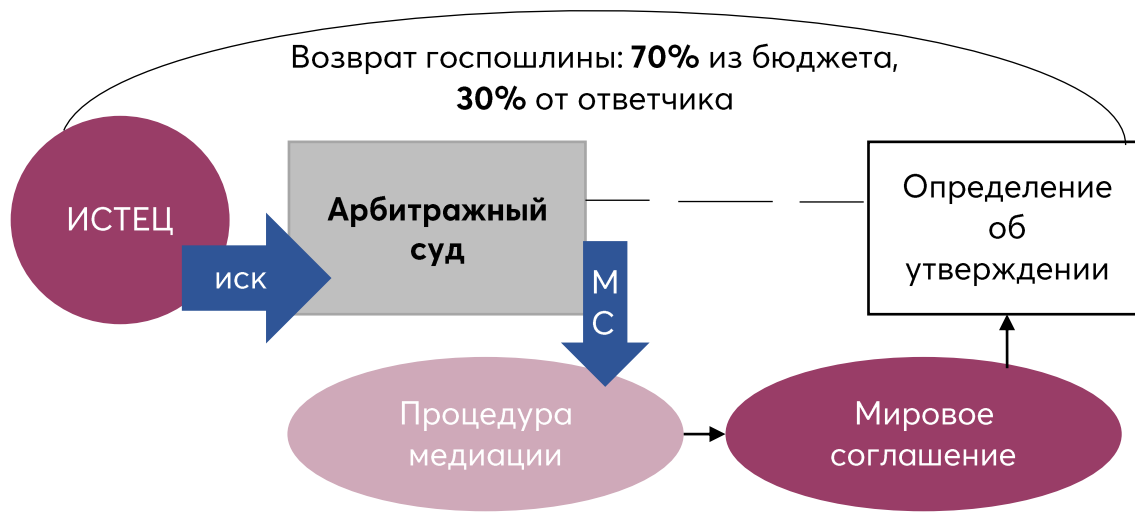 Возврат госпошлины: 70% из бюджета,
30% от ответчика
ИСТЕЦ
иск
Арбитражный
суд
М
С
Определение
об
утверждении
Процедура
медиации
Мировое
соглашение